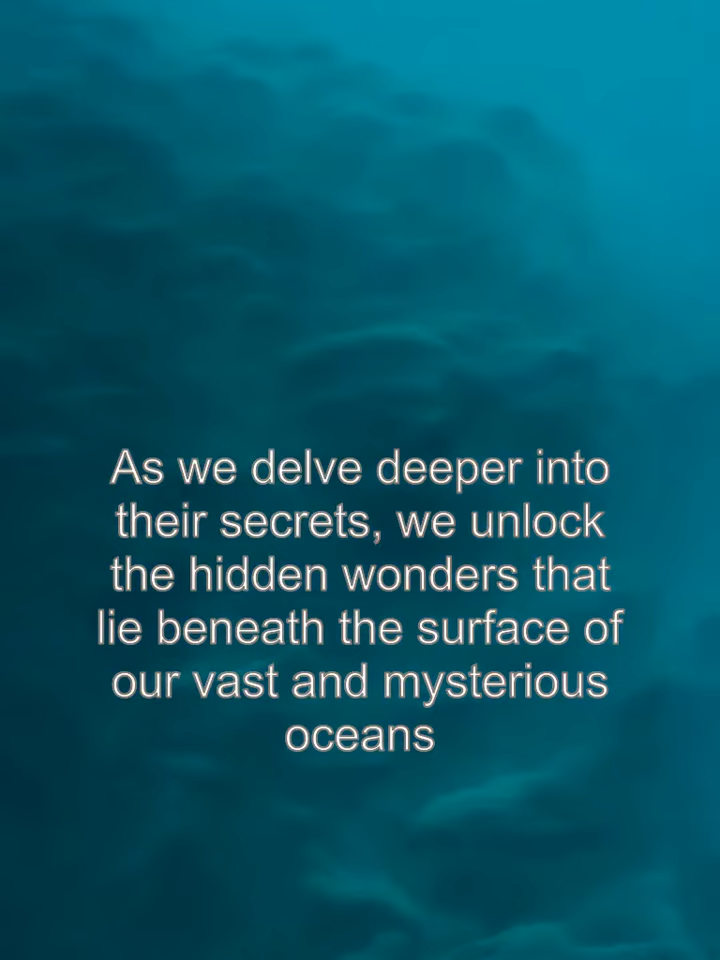 As we delve deeper into
their secrets, we unlock
the hidden wonders that
lie beneath the surface of
our vast and mysterious
oceans